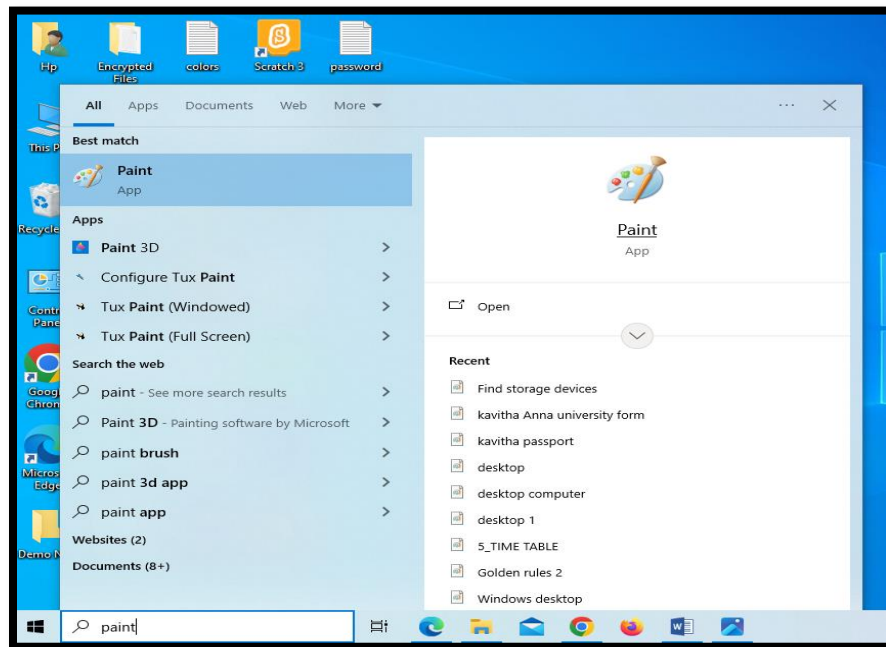 Hp
Encrypted Files
colors
Scratch 3
password
This P
Recycle
Contr
Pane
Goog
Chron
Micros
Edge
Demo N
All Apps Documents Web More
Best match
Paint
App
Apps
Paint 3D
Configure Tux Paint
Tux Paint (Windowed)
Tux Paint (Full Screen)
Search the web
paint - See more search results
Paint 3D - Painting software by Microsoft
paint brush
paint 3d app
paint app
Websites (2)
Documents (8+)
Paint
App
Open
Recent
Find storage devices
kavitha Anna university form
kavitha passport
desktop
desktop computer
desktop 1
5_TIME TABLE
Golden rules 2
Windows desktop
paint